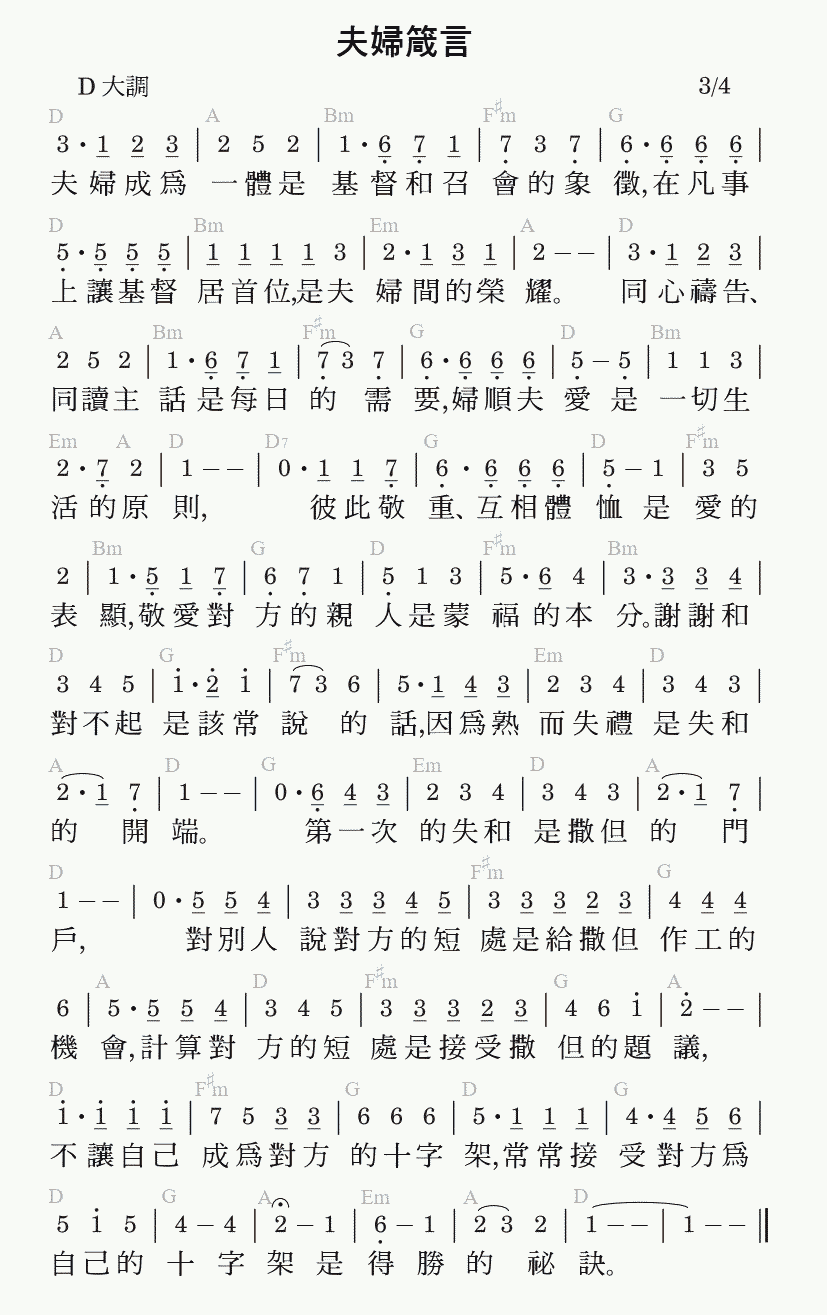 夫婦箴言
D 大調 3/4
D A Bm F♯m G
3·1 2 3 | 2 5 2 | 1·6 7 1 | 7 3 7 | 6·6 6 6 |
夫婦成爲 一體是 基督和召 會的象 徵,在凡事
D Bm Em A D
5·5 5 5 | 1 1 1 1 3 | 2·1 3 1 | 2 – – | 3·1 2 3 |
上讓基督 居首位,是夫 婦間的榮 耀。 同心禱告、
A Bm F♯m G D Bm
2 5 2 | 1·6 7 1 | 7 3 7 | 6·6 6 6 | 5 – 5 | 1 1 3
同讀主 話是每日 的 需 要,婦順夫 愛 是 一切生
Em A D D7 G D F♯m
2·7 2 | 1 – – | 0·1 1 7 | 6·6 6 6 | 5 – 1 | 3 5
活的原 則, 彼此敬 重、互相體 恤 是 愛的
Bm G D F♯m Bm
2 | 1·5 1 7 | 6 7 1 | 5 1 3 | 5·6 4 | 3·3 3 4 |
表 顯,敬愛對 方的親 人是蒙 福的本 分。謝謝和
D G F♯m Em D
3 4 5 | 1·2 1 | 7 3 6 | 5·1 4 3 | 2 3 4 | 3 4 3 |
對不起 是該常 說 的 話,因爲熟 而失禮 是失和
A D G Em D A
2·1 7 | 1 – – | 0·6 4 3 | 2 3 4 | 3 4 3 | 2·1 7 |
的 開 端。 第一次 的失和 是撒但 的 門
D F♯m G
1 – – | 0·5 5 4 | 3 3 3 4 5 | 3 3 3 2 3 | 4 4 4
戶, 對別人 說對方的短 處是給撒但 作工的
A D F♯m G A
6 | 5·5 5 4 | 3 4 5 | 3 3 3 2 3 | 4 6 1 | 2 – – |
機 會,計算對 方的短 處是接受撒 但的題 議,
D F♯m G D G
1·1 1 1 | 7 5 3 3 | 6 6 6 | 5·1 1 1 | 4·4 5 6 |
不讓自己 成爲對方 的十字 架,常常接 受對方爲
D G A Em A D
5 1 5 | 4 – 4 | 2 – 1 | 6 – 1 | 2 3 2 | 1 – – | 1 – – ‖
自己的 十 字 架 是 得 勝 的 祕 訣。